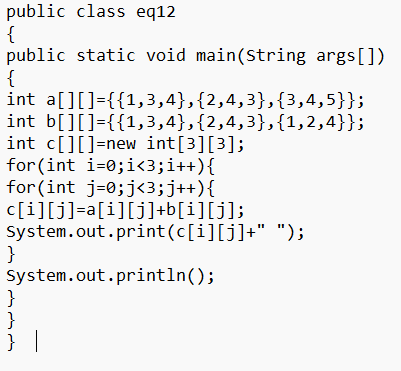 public class eq12
{
public static void main(String args[])
{
int a[][]={{1,3,4},{2,4,3},{3,4,5}};
int b[][]={{1,3,4},{2,4,3},{1,2,4}};
int c[][]=new int[3][3];
for(int i=0;i<3;i++){
for(int j=0;j<3;j++){
c[i][j]=a[i][j]+b[i][j];
System.out.print(c[i][j]+" ");
}
System.out.println();
}
}
}